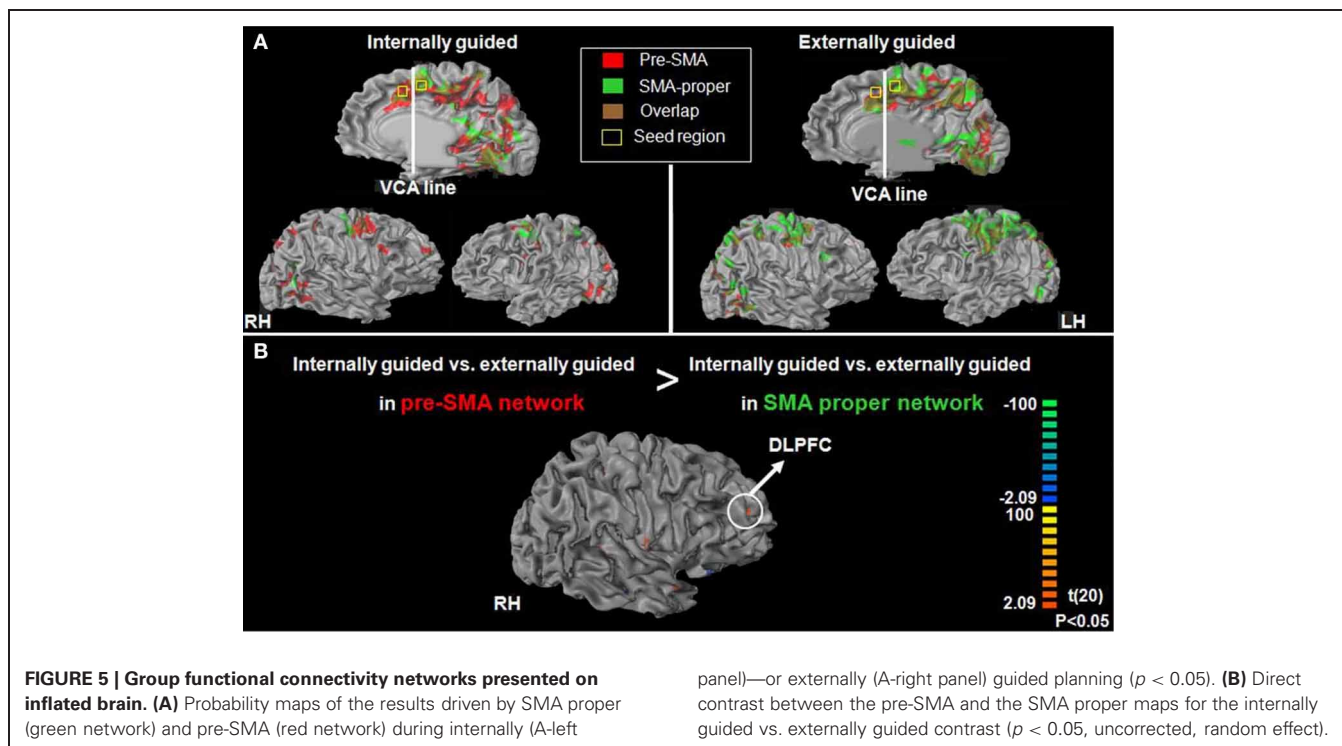 A
Internally guided
Externally guided
Pre-SMA
SMA-proper
Overlap
Seed region
VCA line
VCA line
RH
LH
B
Internally guided vs. externally guided
in pre-SMA network
>
Internally guided vs. externally guided
in SMA proper network
DLPFC
RH
-100
-2.09
100
2.09
t(20)
P<0.05
FIGURE 5 | Group functional connectivity networks presented on
inflated brain. (A) Probability maps of the results driven by SMA proper
(green network) and pre-SMA (red network) during internally (A-left
panel)—or externally (A-right panel) guided planning (p < 0.05). (B) Direct
contrast between the pre-SMA and the SMA proper maps for the internally
guided vs. externally guided contrast (p < 0.05, uncorrected, random effect).